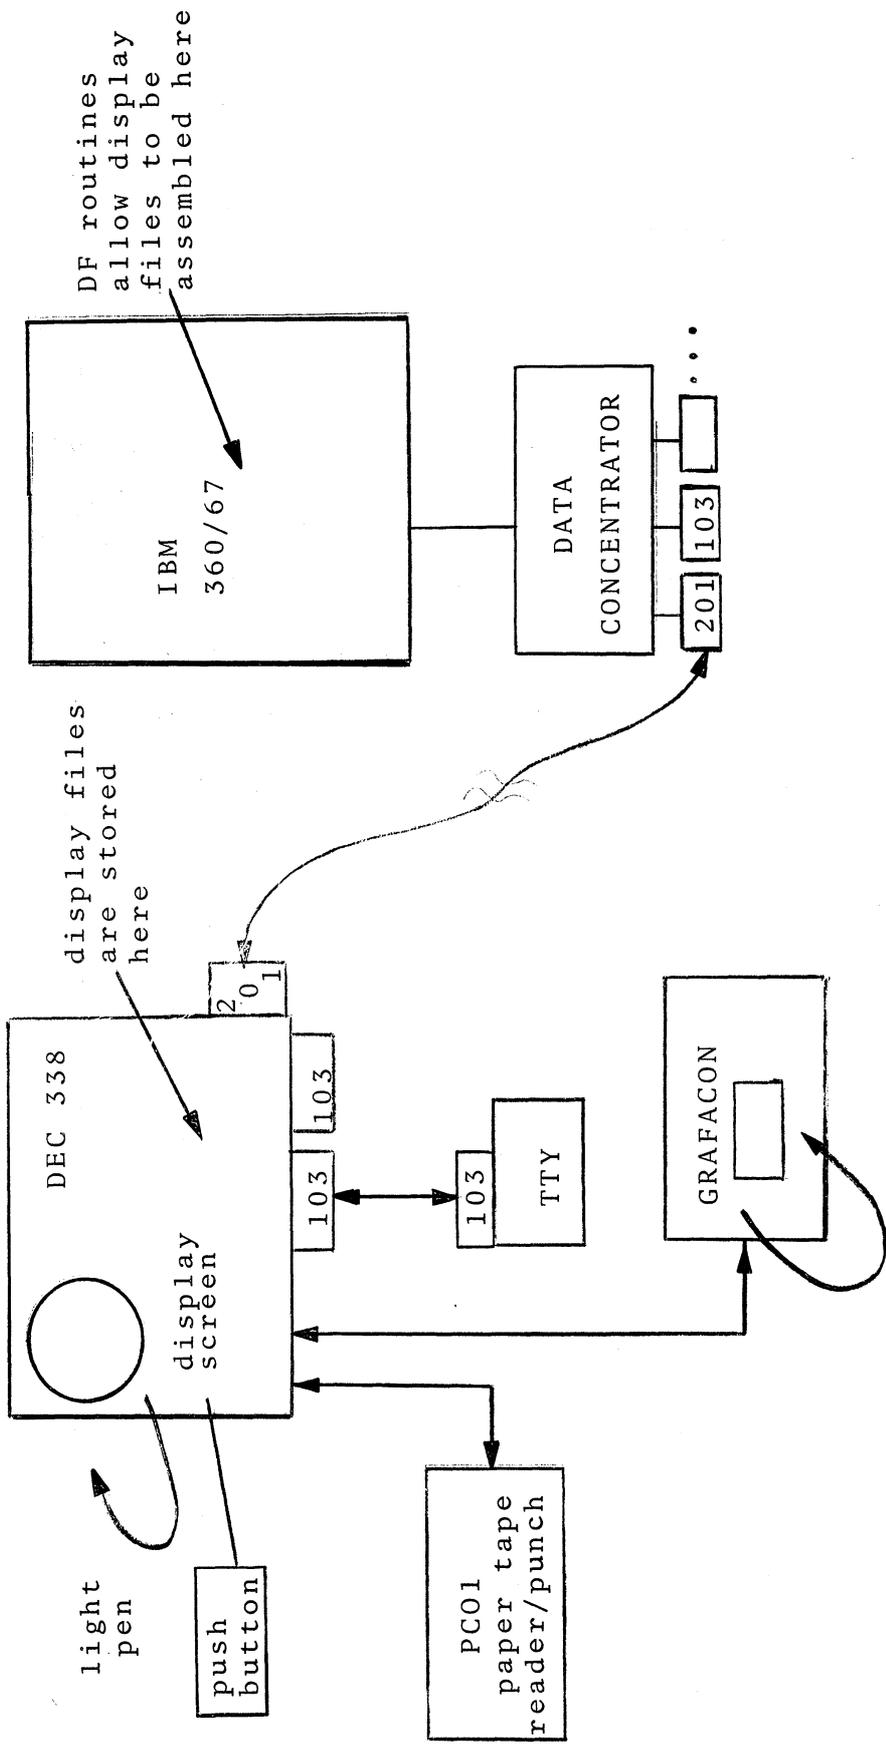 light
pen
push
button
PC01
paper tape
reader/punch
display
screen
DEC 338
201
103
103
103
TTY
GRAFACON
display files
are stored
here
IBM
360/67
DATA
CONCENTRATOR
201
103
DF routines
allow display
files to be
assembled here